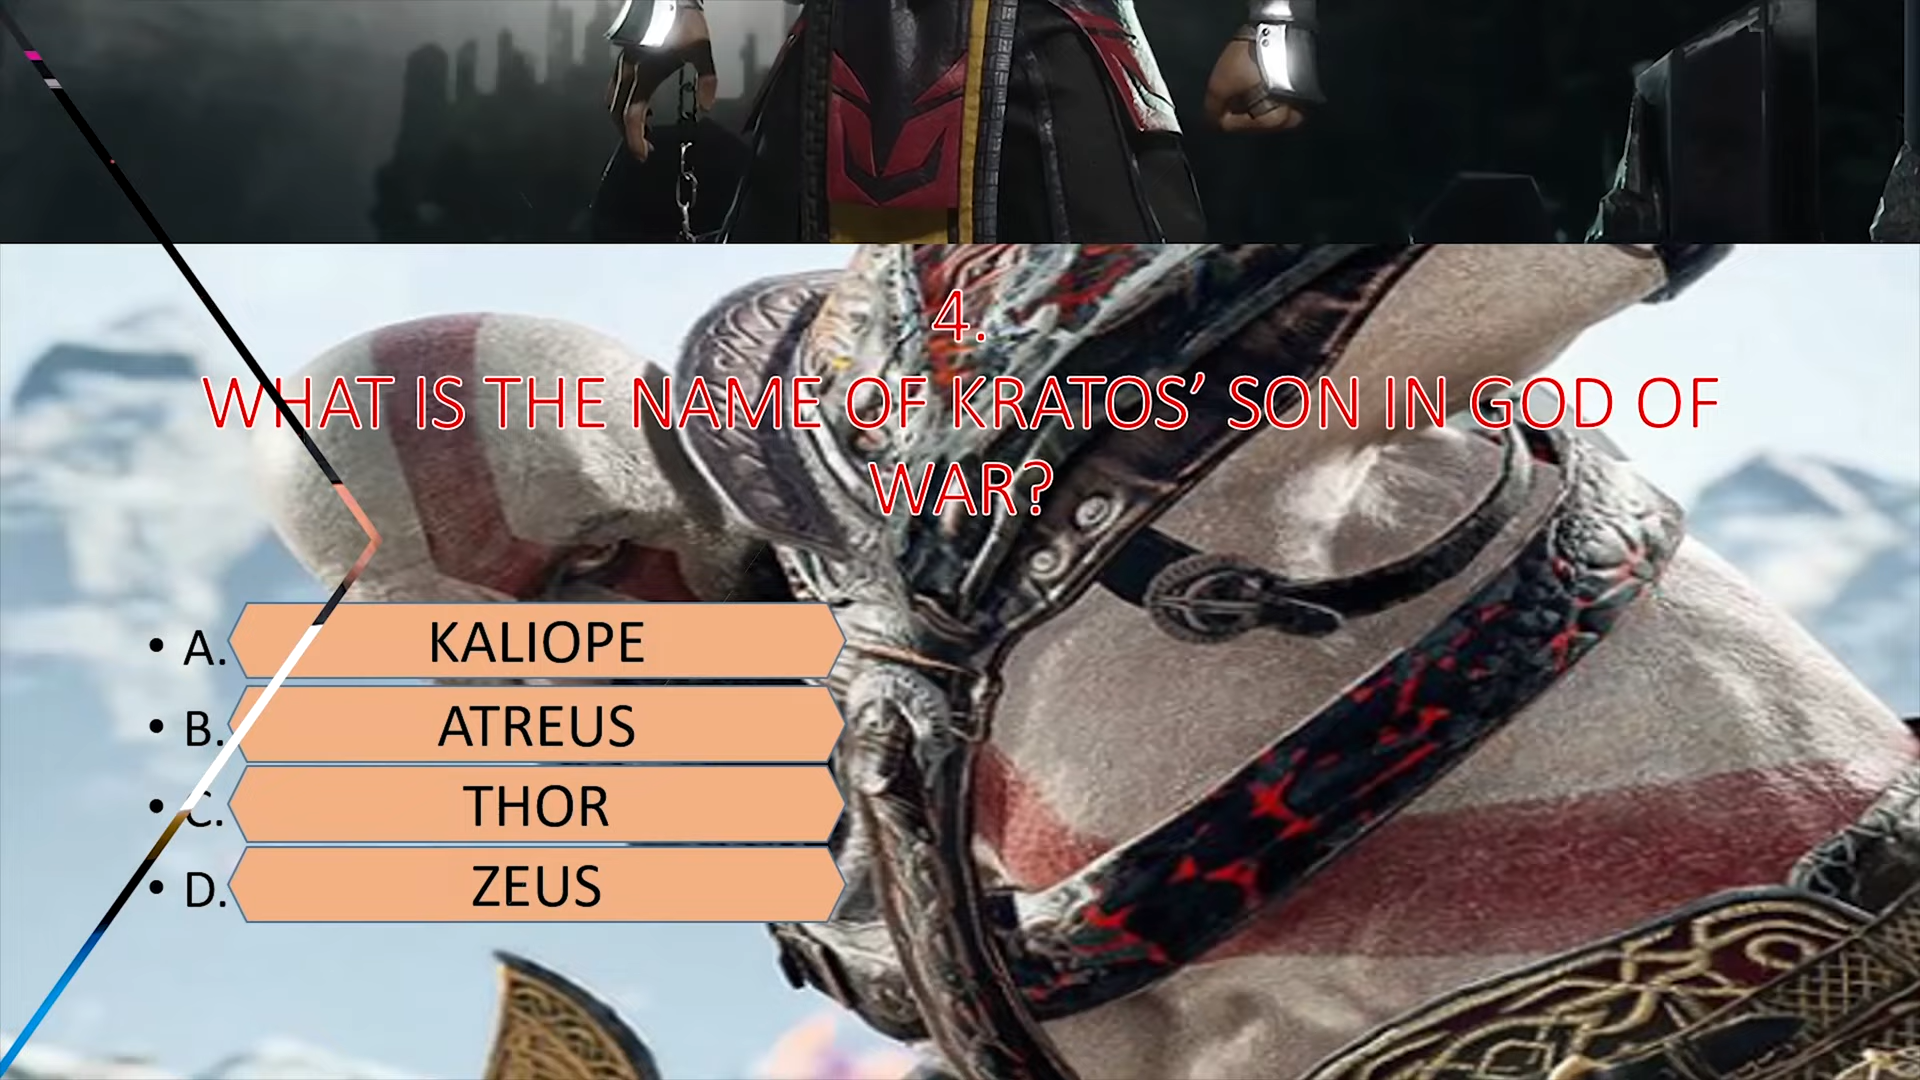 4.
WHAT IS THE NAME OF KRATOS’ SON IN GOD OF
WAR?
• A. KALIOPE
• B. ATREUS
• C. THOR
• D. ZEUS